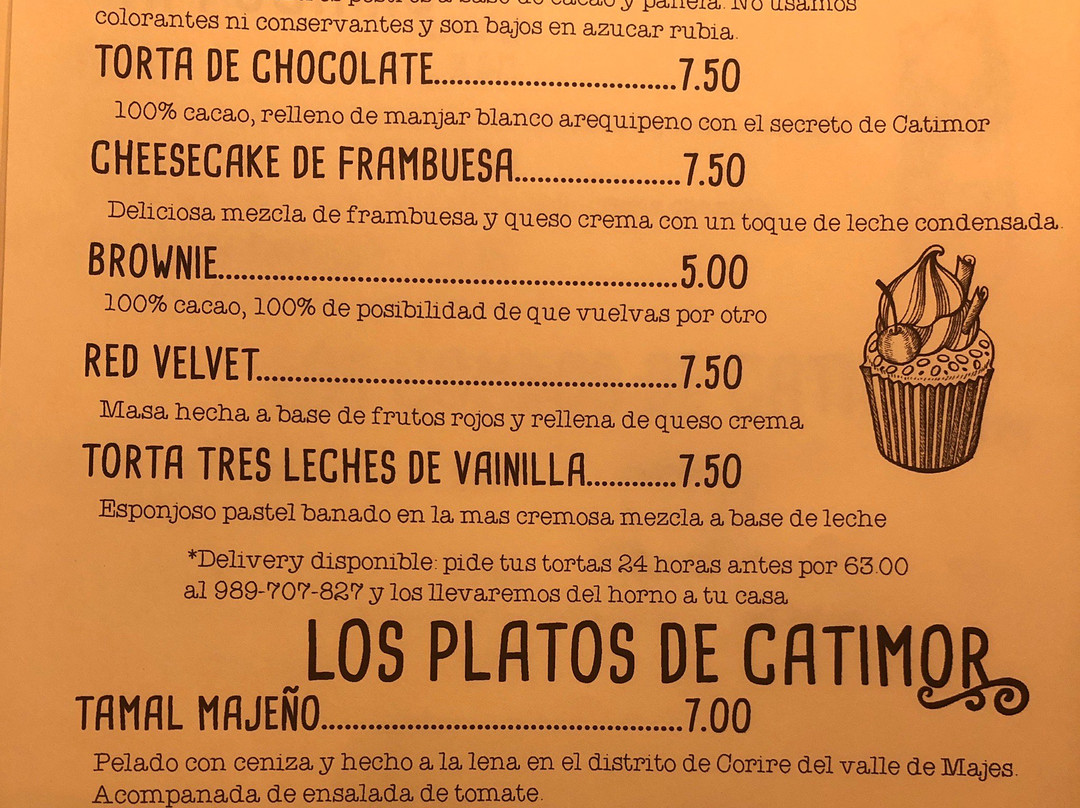 postres a base de cacao y panela. No usamos
colorantes ni conservantes y son bajos en azucar rubia.
TORTA DE CHOCOLATE..............................7.50
100% cacao, relleno de manjar blanco arequipeno con el secreto de Catimor
CHEESECAKE DE FRAMBUESA.....................7.50
Deliciosa mezcla de frambuesa y queso crema con un toque de leche condensada.
BROWNIE.........................................................5.00
100% cacao, 100% de posibilidad de que vuelvas por otro
RED VELVET....................................................7.50
Masa hecha a base de frutos rojos y rellena de queso crema
TORTA TRES LECHES DE VAINILLA...........7.50
Esponjoso pastel banado en la mas cremosa mezcla a base de leche
*Delivery disponible: pide tus tortas 24 horas antes por 63.00
al 989-707-827 y los llevaremos del horno a tu casa
LOS PLATOS DE CATIMOR
TAMAL MAJEÑO.............................................7.00
Pelado con ceniza y hecho a la lena en el distrito de Corire del valle de Majes.
Acompanada de ensalada de tomate.